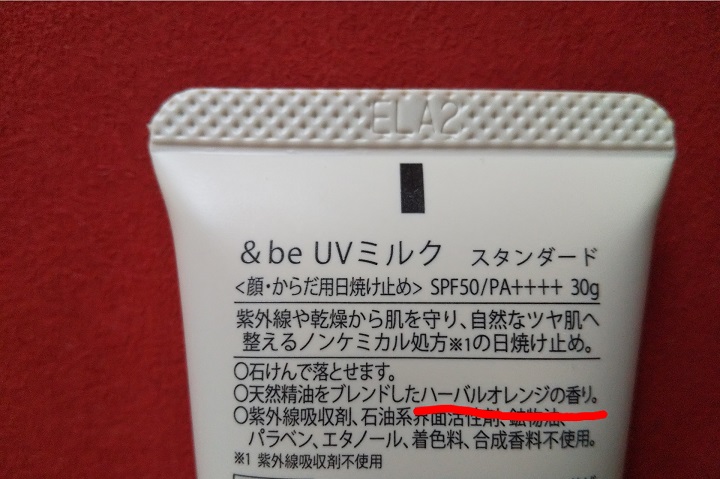 ELA2
&be UVミルク スタンダード
<顔・からだ用日焼け止め> SPF50/PA++++ 30g
紫外線や乾燥から肌を守り、自然なツヤ肌へ
整えるノンケミカル処方※1の日焼け止め。
○石けんで落とせます。
○天然精油をブレンドしたハーバルオレンジの香り。
○紫外線吸収剤、石油系界面活性剤、鉱物油、
パラベン、エタノール、着色料、合成香料不使用。
※1 紫外線吸収剤不使用